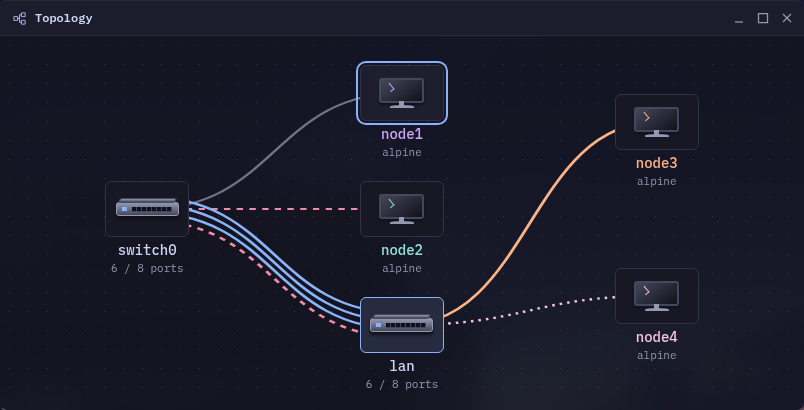 Topology
node1
alpine
node3
alpine
switch0
6 / 8 ports
node2
alpine
lan
6 / 8 ports
node4
alpine